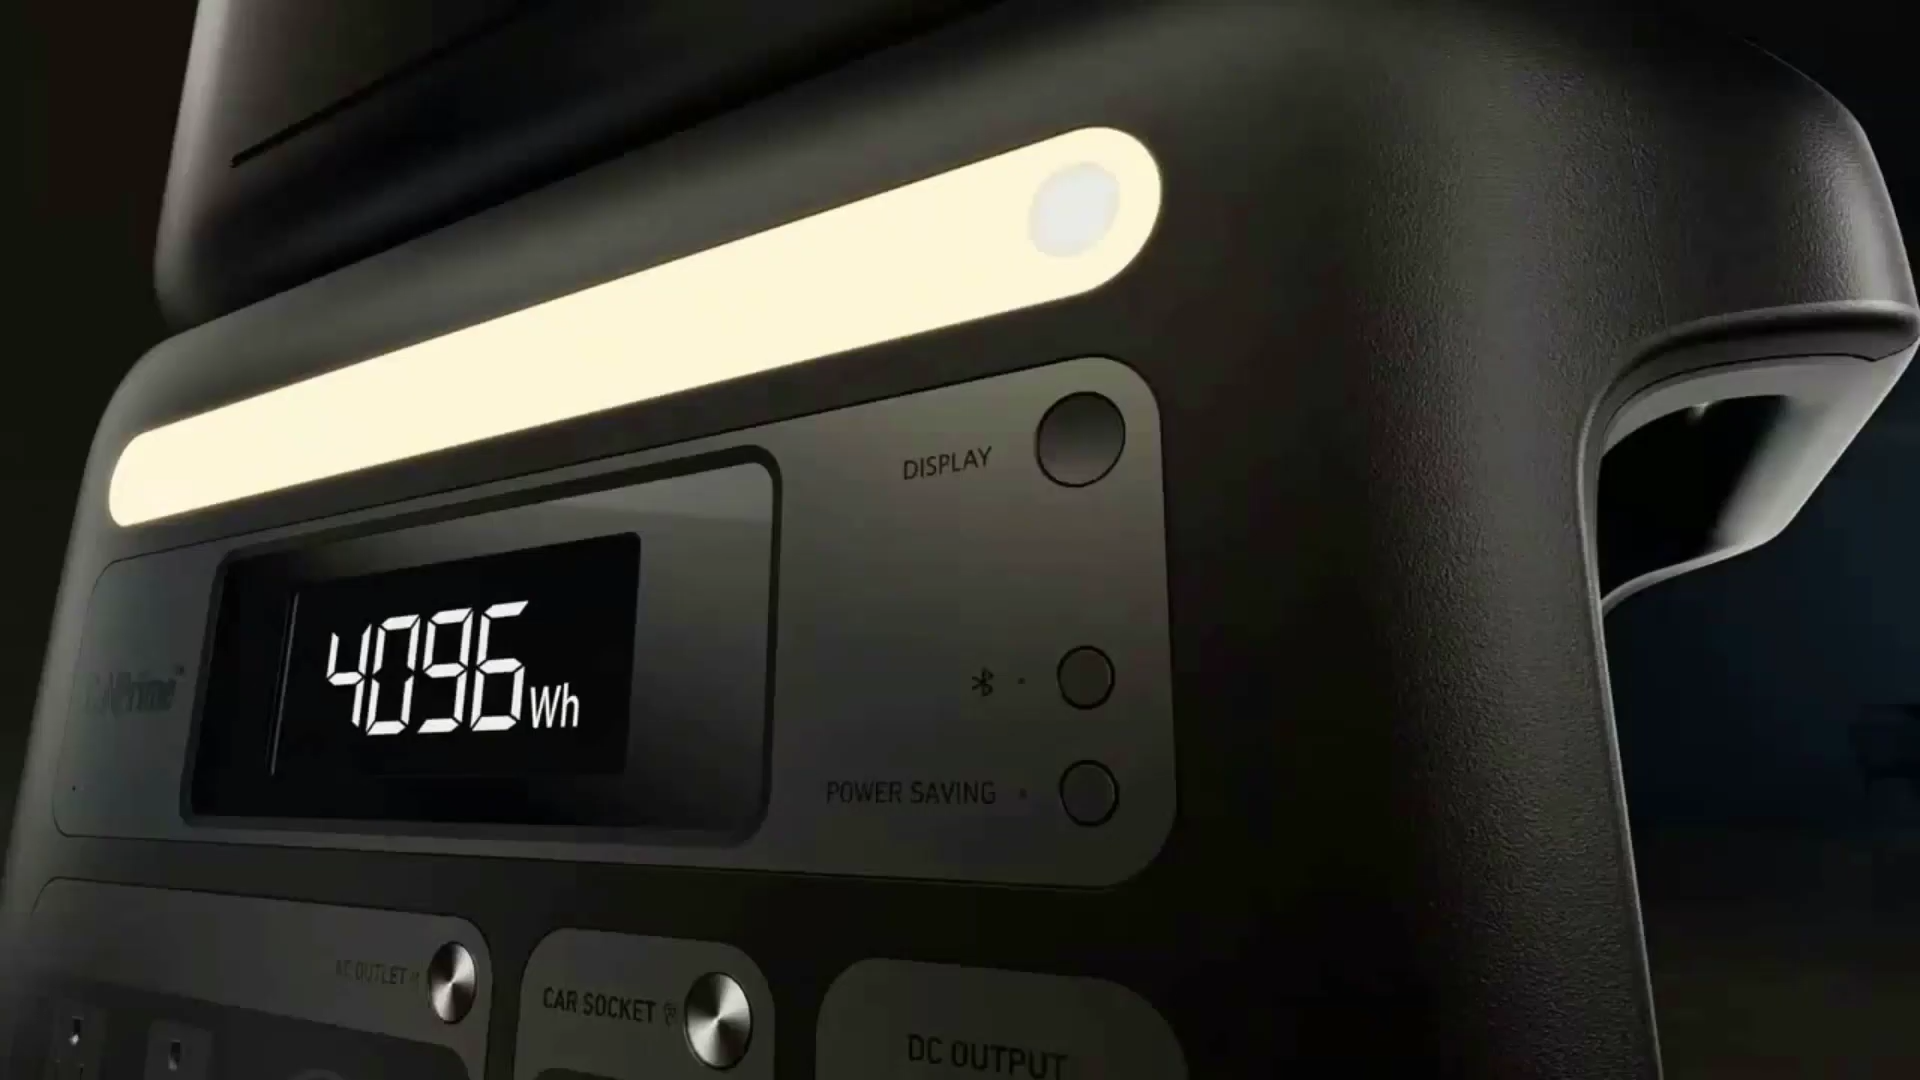 DISPLAY
4096Wh
POWER SAVING
AC OUTLET
CAR SOCKET
DC OUTPUT